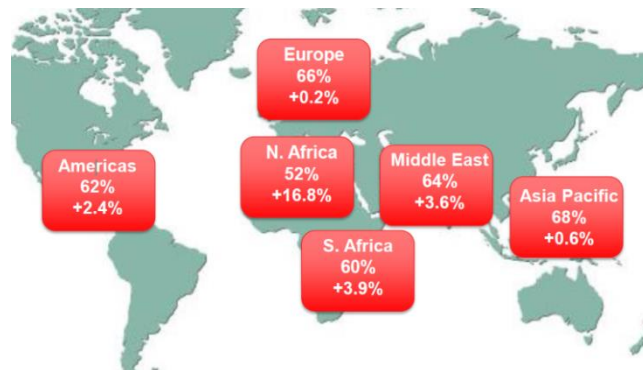 Europe
66%
+0.2%
N. Africa
52%
+16.8%
Middle East
64%
+3.6%
Americas
62%
+2.4%
Asia Pacific
68%
+0.6%
S. Africa
60%
+3.9%